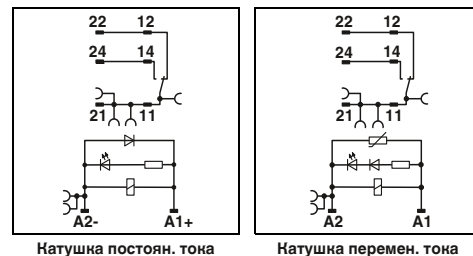 22 12
24 14
21 11
A2- A1+
Катушка постоян. тока
22 12
24 14
21 11
A2 A1
Катушка перемен. тока